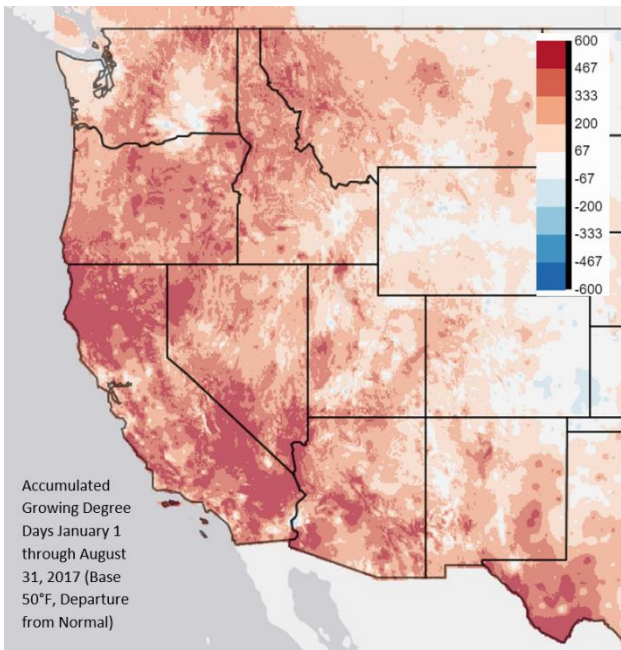 600
467
333
200
67
-67
-200
-333
-467
-600
Accumulated
Growing Degree
Days January 1
through August
31, 2017 (Base
50°F, Departure
from Normal)